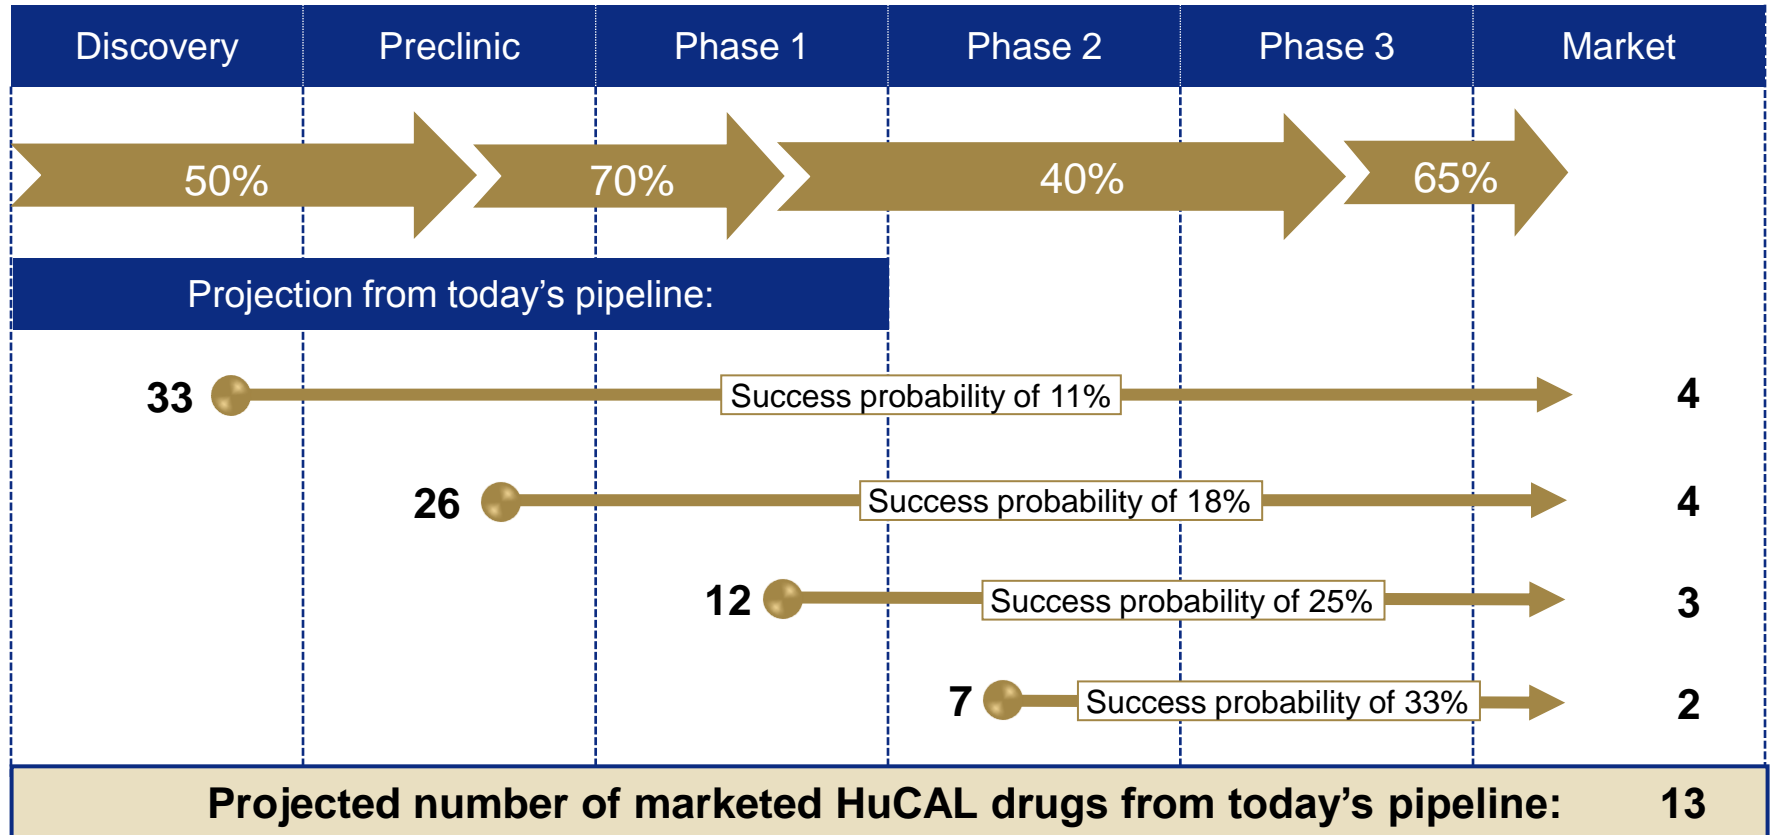 Discovery Preclinic Phase 1 Phase 2 Phase 3 Market
50% 70% 40% 65%
Projection from today’s pipeline:
33 Success probability of 11% 4
26 Success probability of 18% 4
12 Success probability of 25% 3
7 Success probability of 33% 2
Projected number of marketed HuCAL drugs from today’s pipeline: 13